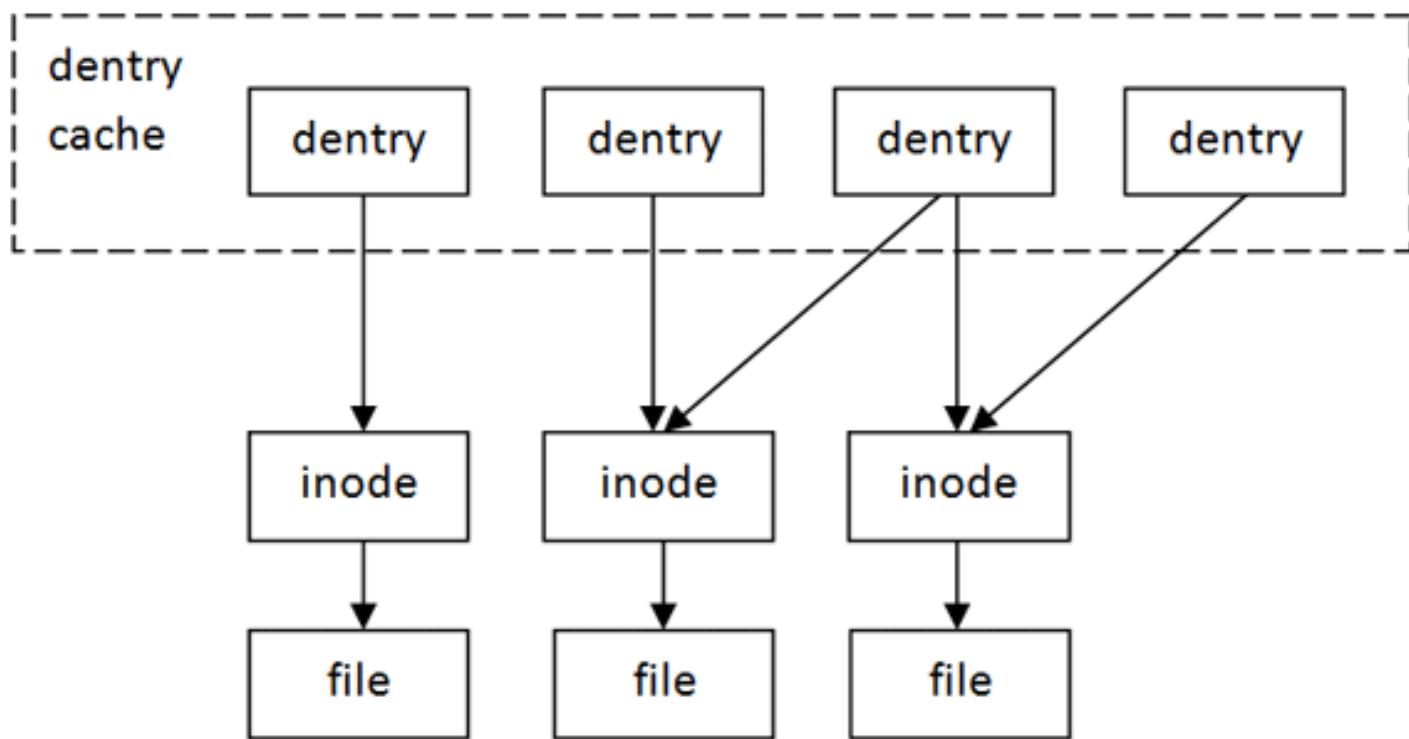 dentry
cache
dentry dentry dentry dentry
inode inode inode
file file file